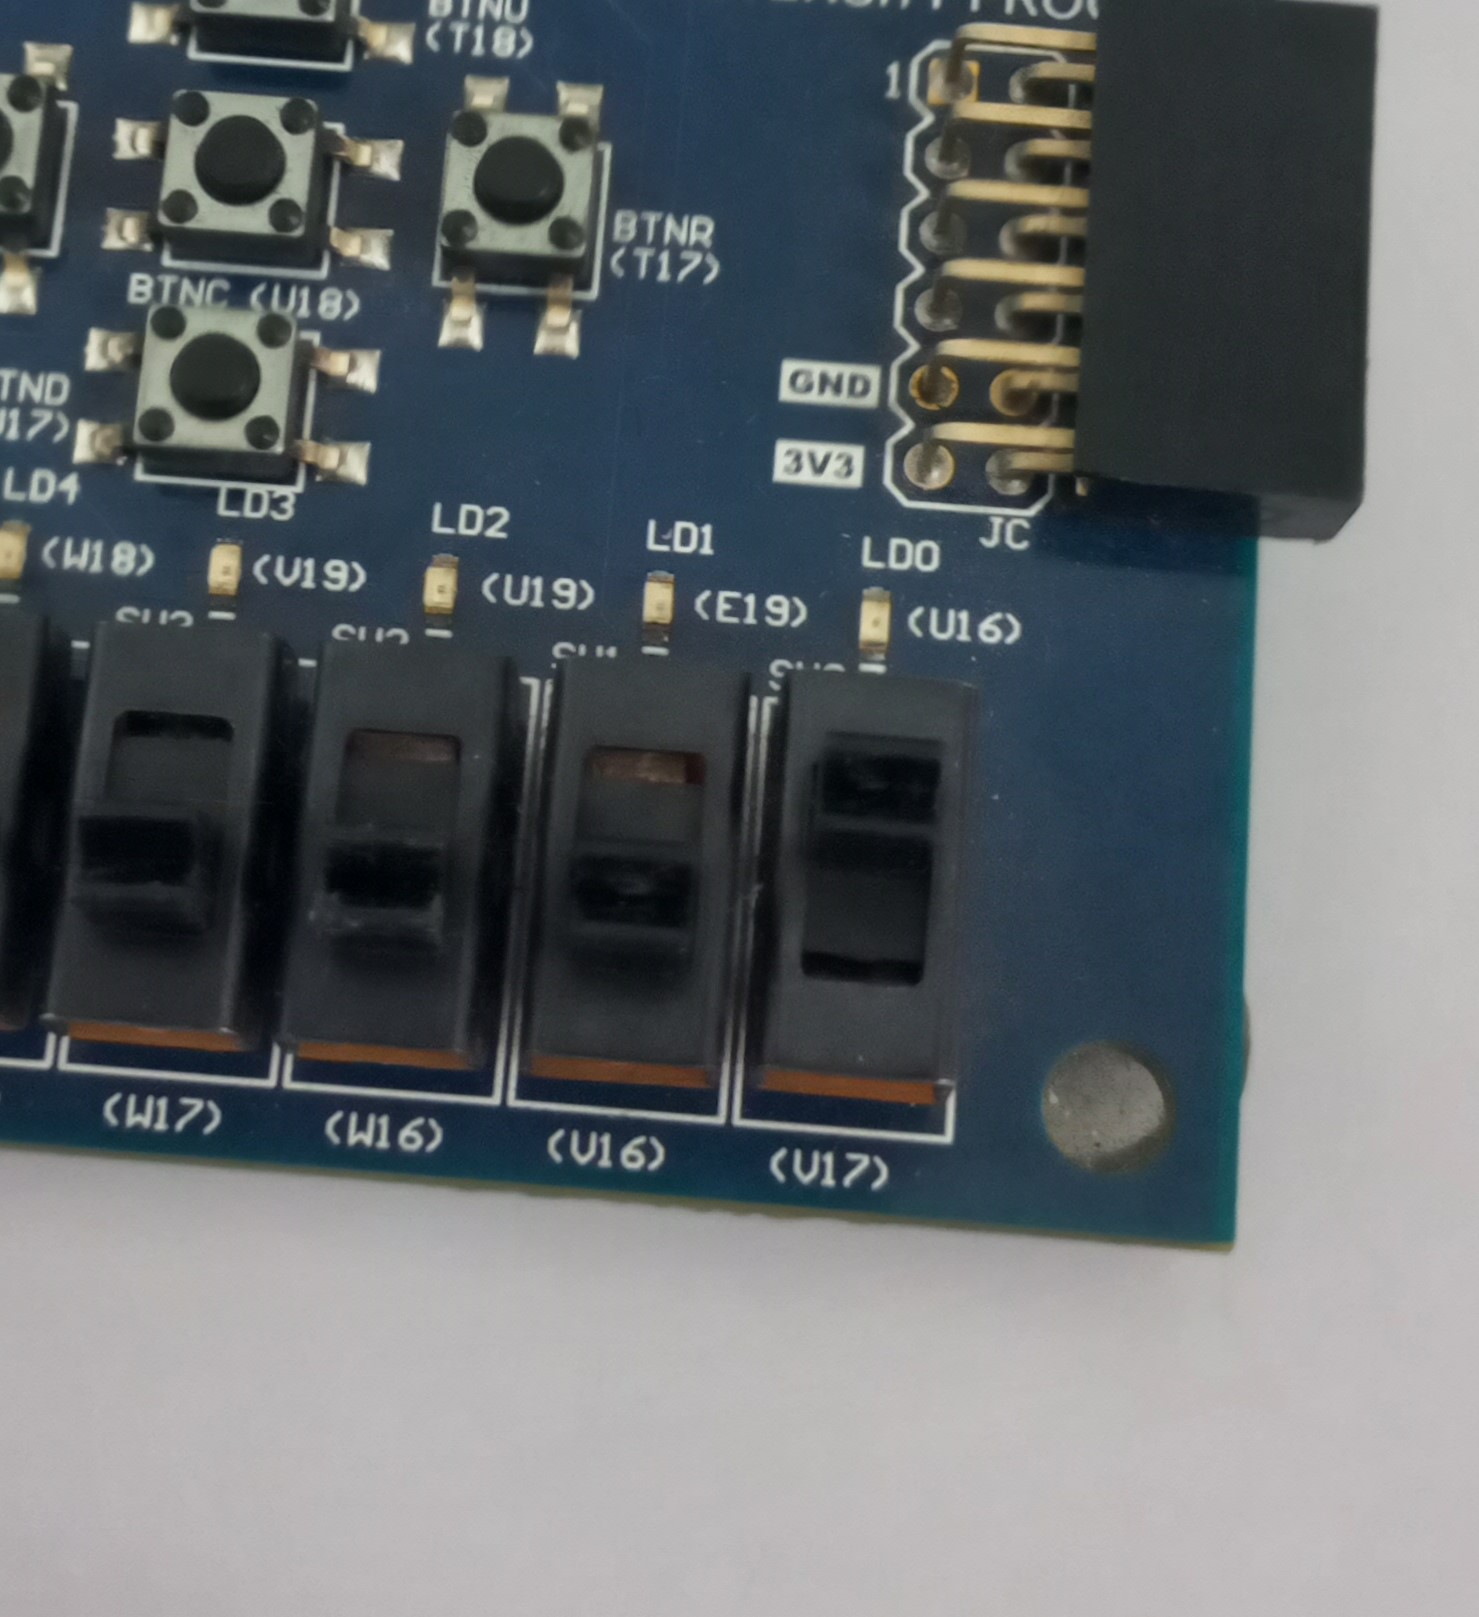 BTNU
(T18)
1
BTNR
(T17)
BTNC (U18)
GND
3V3
JC
LD4
(W18)
LD3
(V19)
LD2
(U19)
LD1
(E19)
LD0
(U16)
(W17)
(W16)
(V16)
(V17)